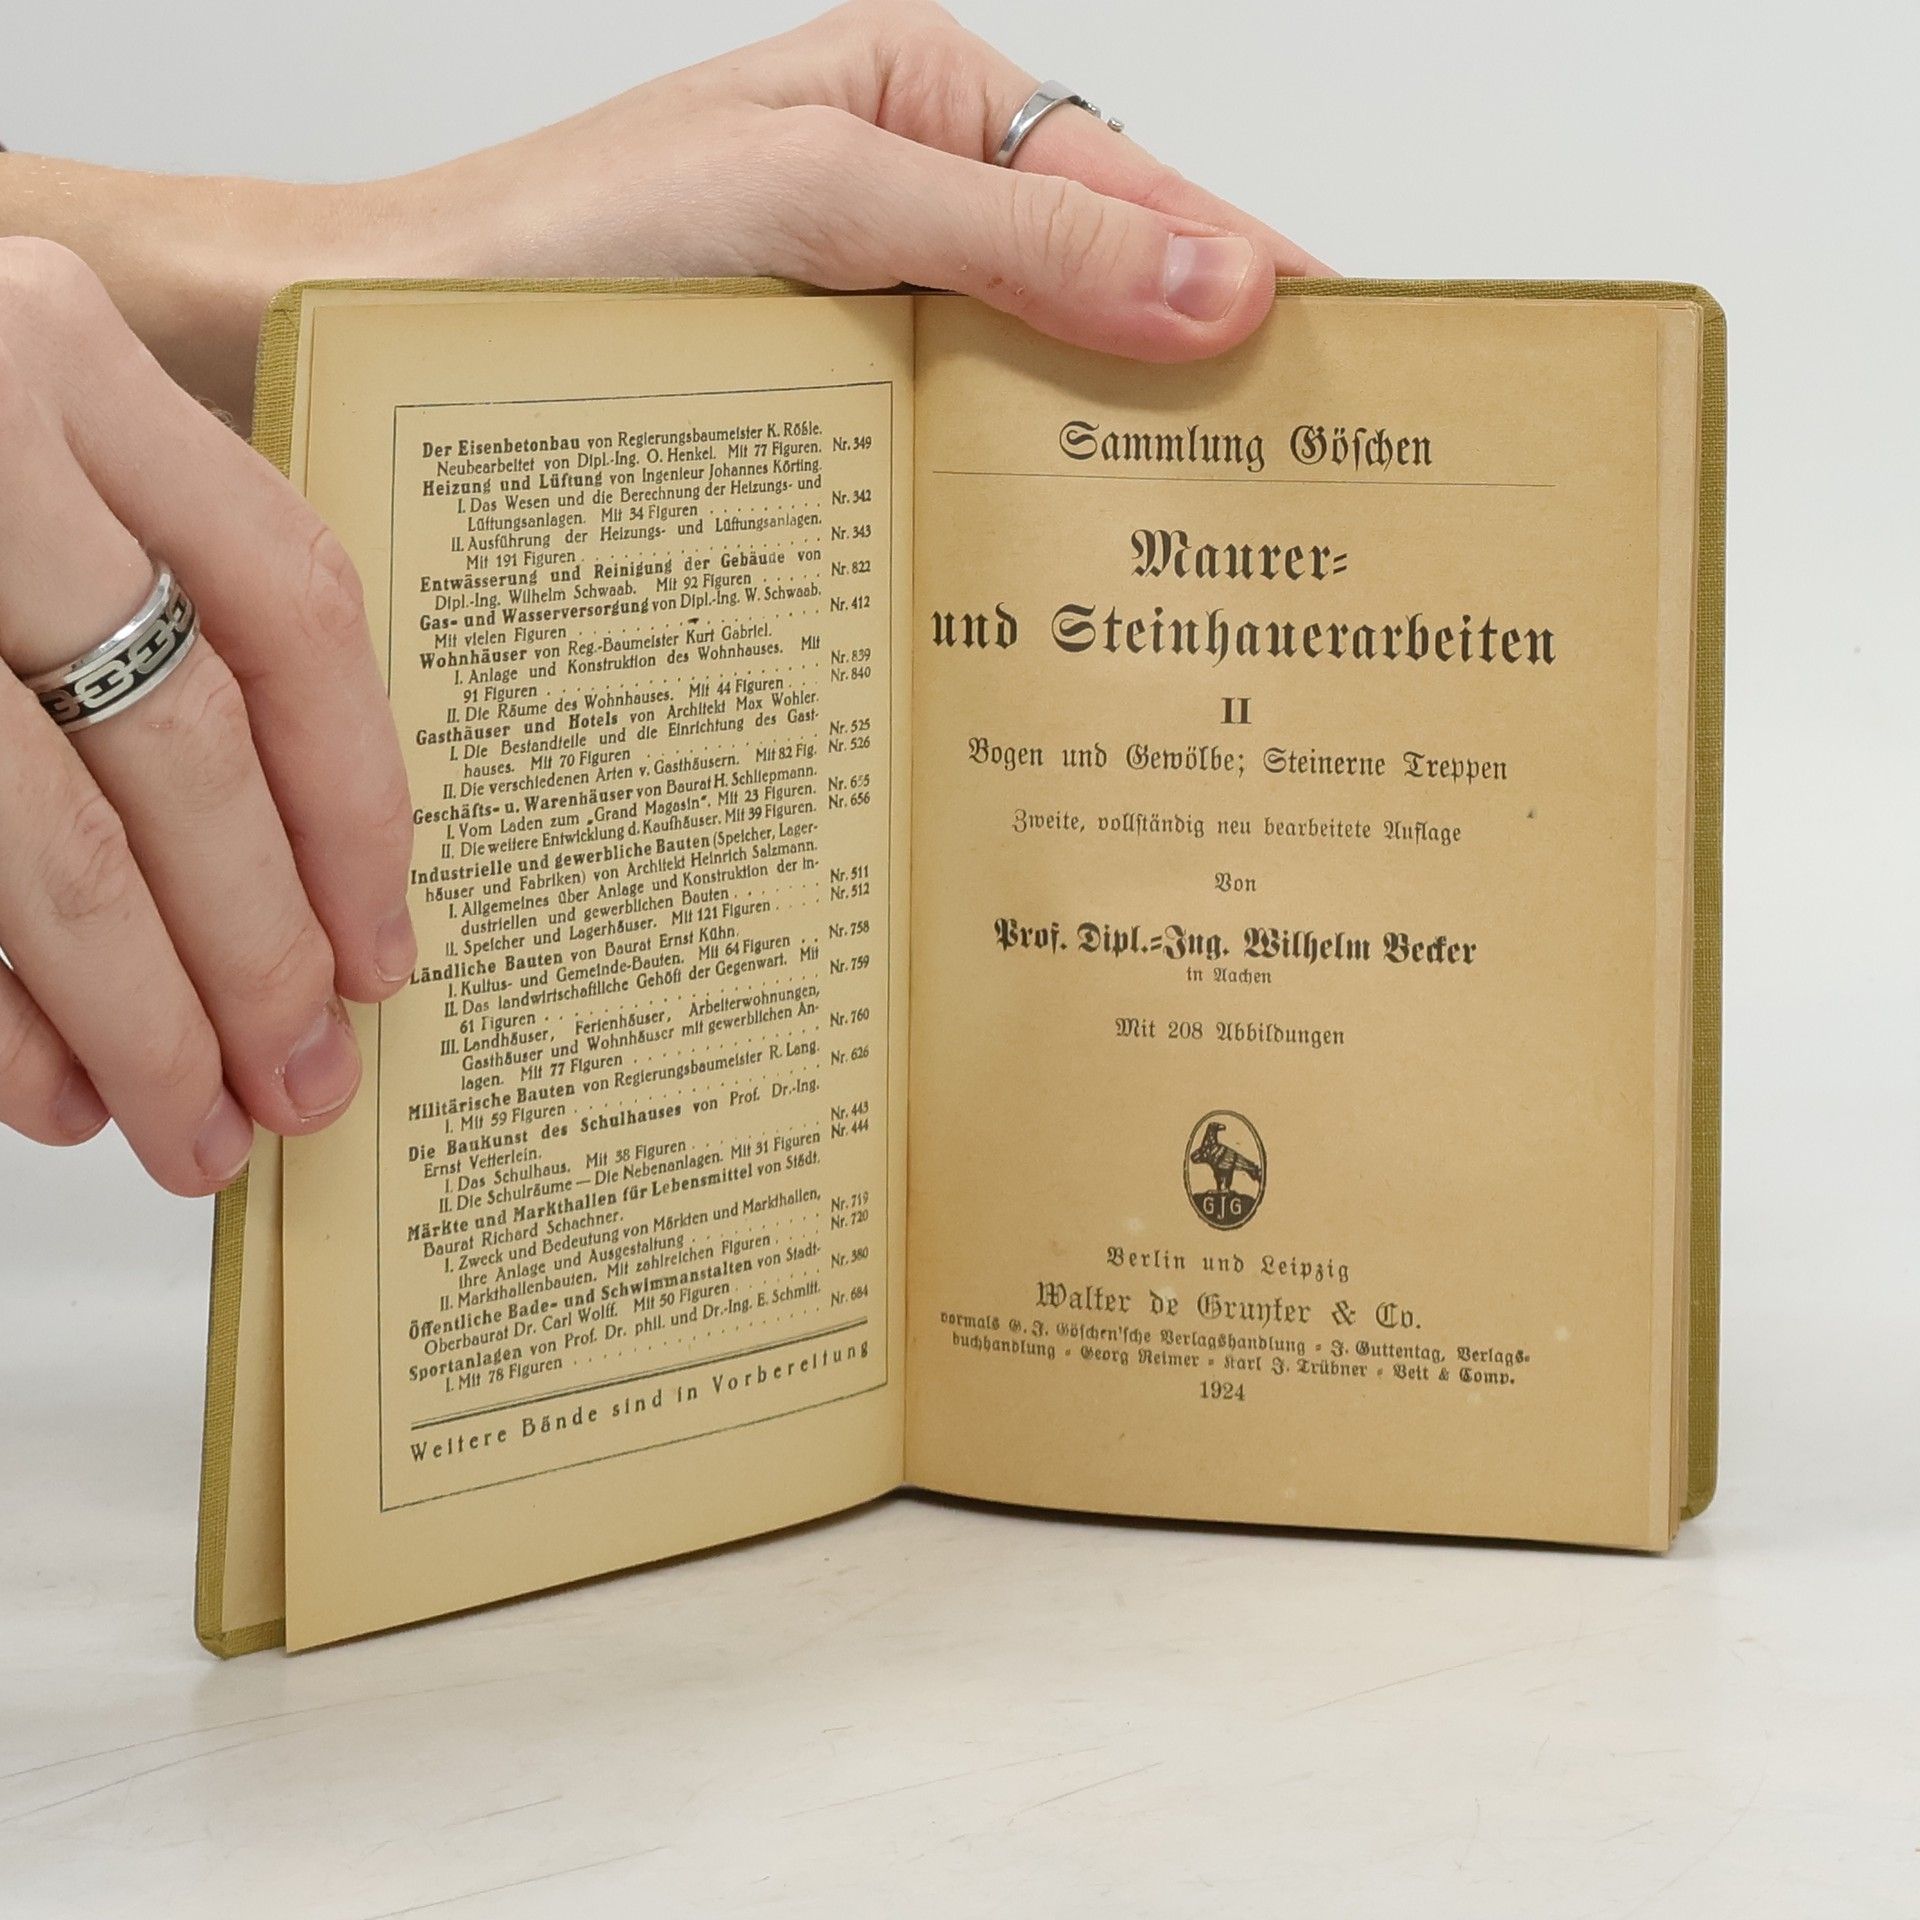 Der Eisenbetonbau von Regierungsbaumeister K. Rößle.
Neubearbeitet von Dipl.-Ing. O. Henkel. Mit 77 Figuren. Nr. 349
Heizung und Lüftung von Ingenieur Johannes Körting.
I. Das Wesen und die Berechnung der Heizungs- und
Lüftungsanlagen. Mit 34 Figuren . . . . . . . . . Nr. 342
II. Ausführung der Heizungs- und Lüftungsanlagen.
Mit 191 Figuren . . . . . . . . . . . . . . . . Nr. 343
Entwässerung und Reinigung der Gebäude von
Dipl.-Ing. Wilhelm Schwaab. Mit 92 Figuren . . . . . Nr. 822
Gas- und Wasserversorgung von Dipl.-Ing. W. Schwaab.
Mit vielen Figuren . . . . . . . . . . . . . . . Nr. 412
Wohnhäuser von Reg.-Baumeister Kurt Gabriel.
I. Anlage und Konstruktion des Wohnhauses. Mit
91 Figuren . . . . . . . . . . . . . . . . . . Nr. 839
II. Die Räume des Wohnhauses. Mit 44 Figuren . . . Nr. 840
Gasthäuser und Hotels von Architekt Max Wohler.
I. Die Bestandteile und die Einrichtung des Gast-
hauses. Mit 70 Figuren . . . . . . . . . . . . Nr. 525
II. Die verschiedenen Arten v. Gasthäusern. Mit 82 Fig. Nr. 526
Geschäfts- u. Warenhäuser von Baurat H. Schliepmann.
I. Vom Laden zum „Grand Magasin". Mit 23 Figuren. Nr. 655
II. Die weitere Entwicklung d. Kaufhäuser. Mit 39 Figuren. Nr. 656
Industrielle und gewerbliche Bauten (Speicher, Lager-
häuser und Fabriken) von Architekt Heinrich Salzmann.
I. Allgemeines über Anlage und Konstruktion der in-
dustriellen und gewerblichen Bauten . . . . . . . Nr. 511
II. Speicher und Lagerhäuser. Mit 121 Figuren . . . . Nr. 512
Ländliche Bauten von Baurat Ernst Kühn.
I. Kultus- und Gemeinde-Bauten. Mit 64 Figuren . . Nr. 758
II. Das landwirtschaftliche Gehöft der Gegenwart. Mit
61 Figuren . . . . . . . . . . . . . . . . . . Nr. 759
III. Landhäuser, Ferienhäuser, Arbeiterwohnungen,
Gasthäuser und Wohnhäuser mit gewerblichen An-
lagen. Mit 77 Figuren . . . . . . . . . . . . . Nr. 760
Militärische Bauten von Regierungsbaumeister R. Lang.
I. Mit 59 Figuren . . . . . . . . . . . . . . . . Nr. 626
Die Baukunst des Schulhauses von Prof. Dr.-Ing.
Ernst Vetterlein.
I. Das Schulhaus. Mit 38 Figuren . . . . . . . . . Nr. 443
II. Die Schulräume — Die Nebenanlagen. Mit 31 Figuren Nr. 444
Märkte und Markthallen für Lebensmittel von Städt.
Baurat Richard Schachner.
I. Zweck und Bedeutung von Märkten und Markthallen,
ihre Anlage und Ausgestaltung . . . . . . . . . . Nr. 719
II. Markthallenbauten. Mit zahlreichen Figuren . . . . Nr. 720
Öffentliche Bade- und Schwimmanstalten von Stadt-
Oberbaurat Dr. Carl Wolff. Mit 50 Figuren . . . . . . Nr. 380
Sportanlagen von Prof. Dr. phil. und Dr.-Ing. E. Schmitt.
I. Mit 78 Figuren . . . . . . . . . . . . . . . . Nr. 684
Weitere Bände sind in Vorbereitung
Sammlung Göschen
Maurer-
und Steinhauerarbeiten
II
Bogen und Gewölbe; Steinerne Treppen
Zweite, vollständig neu bearbeitete Auflage
Von
Prof. Dipl.-Ing. Wilhelm Becker
in Aachen
Mit 208 Abbildungen
GJG
Berlin und Leipzig
Walter de Gruyter & Co.
vormals G. J. Göschen'sche Verlagshandlung - J. Guttentag, Verlags-
buchhandlung - Georg Reimer - Karl J. Trübner - Veit & Comp.
1924